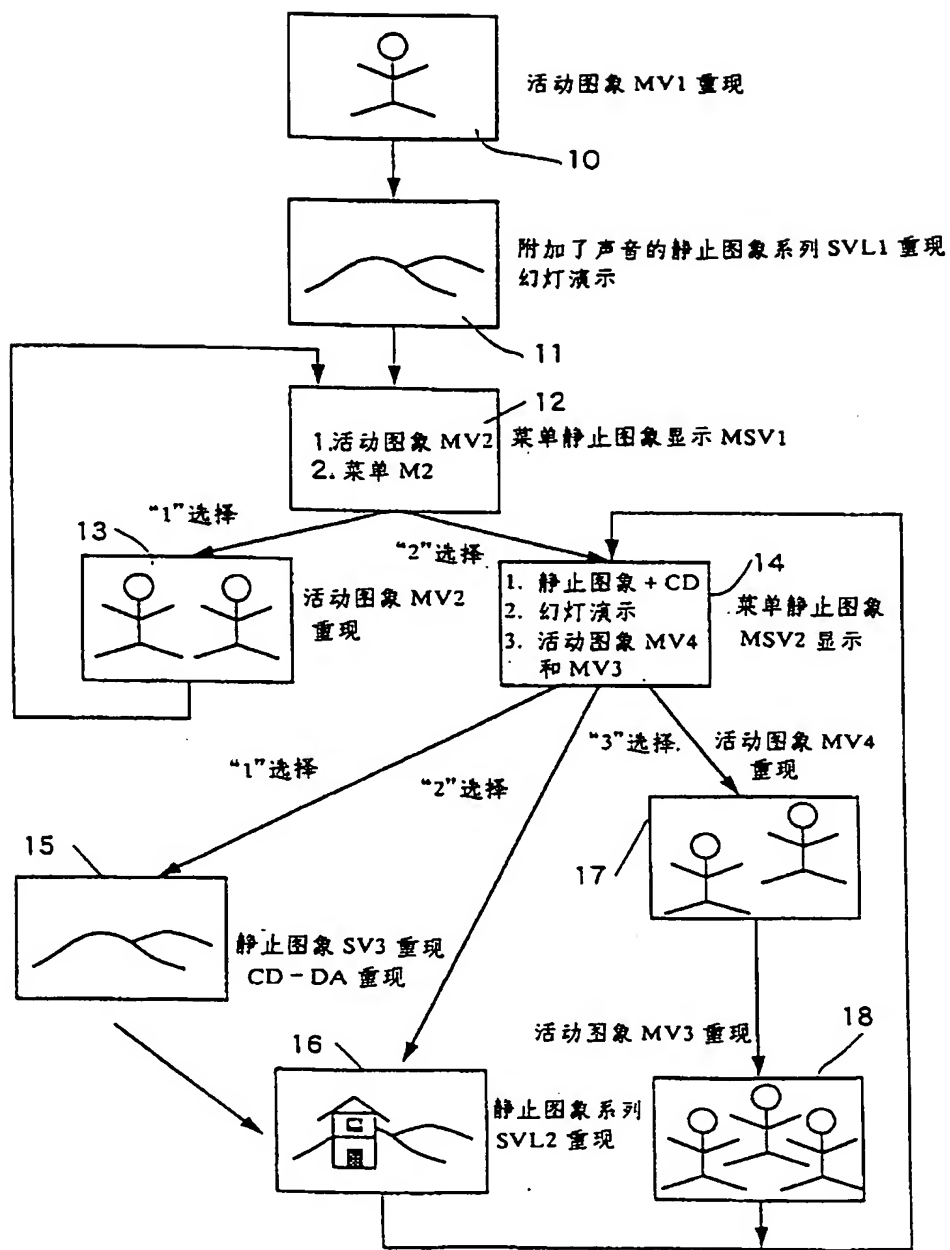 活动图象 MV1 重现
10
附加了声音的静止图象系列 SVL1 重现
幻灯演示
11
12
1.活动图象 MV2
2.菜单 M2
菜单静止图象显示 MSV1
“1”选择
13
“2”选择
活动图象 MV2
重现
14
1. 静止图象 + CD
2. 幻灯演示
3. 活动图象 MV4
和 MV3
菜单静止图象
MSV2 显示
“1”选择
“2”选择
“3”选择.
活动图象 MV4
重现
15
17
静止图象 SV3 重现
CD-DA 重现
活动图象 MV3 重现
16
18
静止图象系列
SVL2 重现